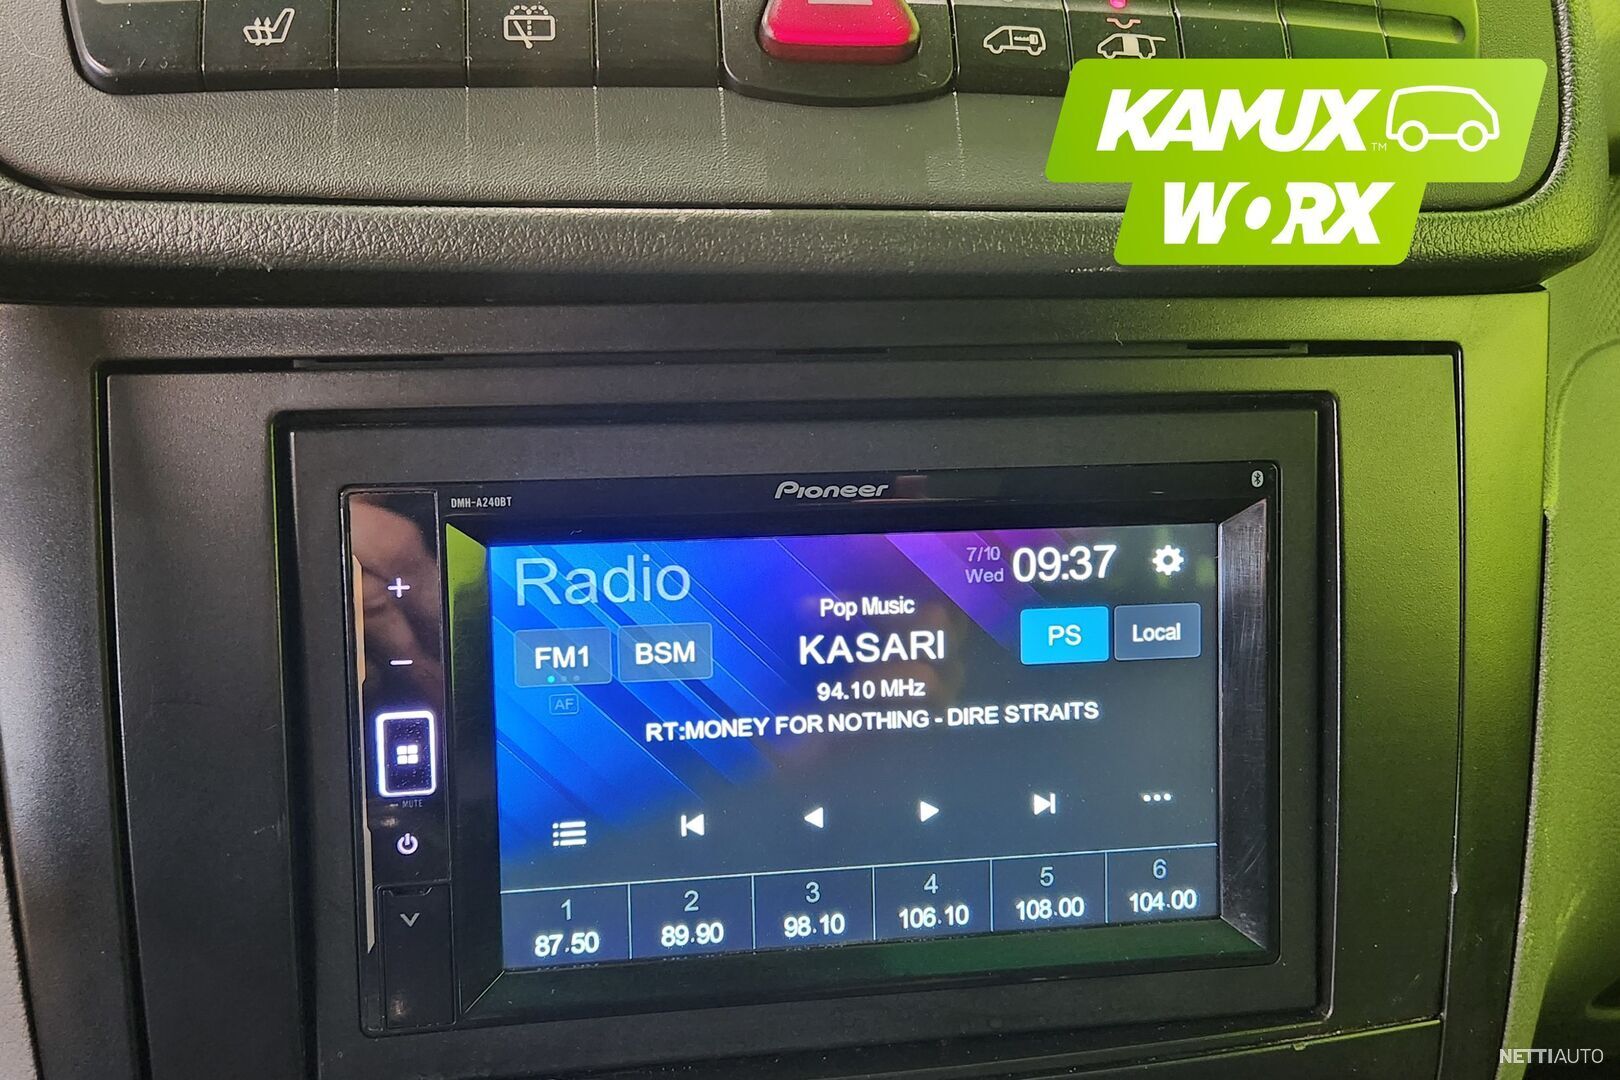 KAMUX™
WORX
Pioneer
DMH-A240BT
Radio
7/10
Wed
09:37
Pop Music
FM1
BSM
KASARI
PS
Local
AF
94.10 MHz
RT:MONEY FOR NOTHING - DIRE STRAITS
MUTE
1
2
3
4
5
6
87.50
89.90
98.10
106.10
108.00
104.00
NETTIAUTO